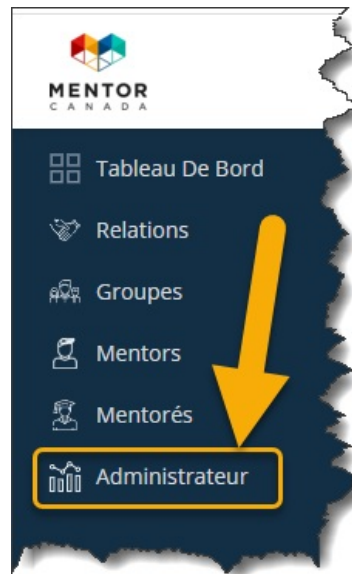 MENTOR
CANADA
Tableau De Bord
Relations
Groupes
Mentors
Mentorés
Administrateur